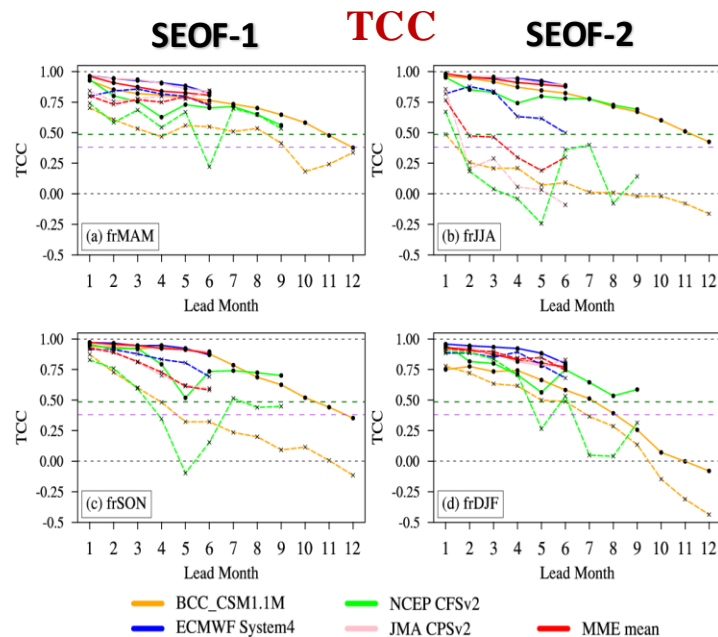 SEOF-1 TCC SEOF-2
1.00
0.75
0.50
0.25
0.00
-0.25
-0.5
TCC
(a) frMAM
1 2 3 4 5 6 7 8 9 10 11 12
Lead Month
1.00
0.75
0.50
0.25
0.00
-0.25
-0.5
TCC
(b) frJJA
1 2 3 4 5 6 7 8 9 10 11 12
Lead Month
1.00
0.75
0.50
0.25
0.00
-0.25
-0.5
TCC
(c) frSON
1 2 3 4 5 6 7 8 9 10 11 12
Lead Month
1.00
0.75
0.50
0.25
0.00
-0.25
-0.5
TCC
(d) frDJF
1 2 3 4 5 6 7 8 9 10 11 12
Lead Month
BCC_CSM1.1M NCEP CFSv2
ECMWF System4 JMA CPSv2 MME mean